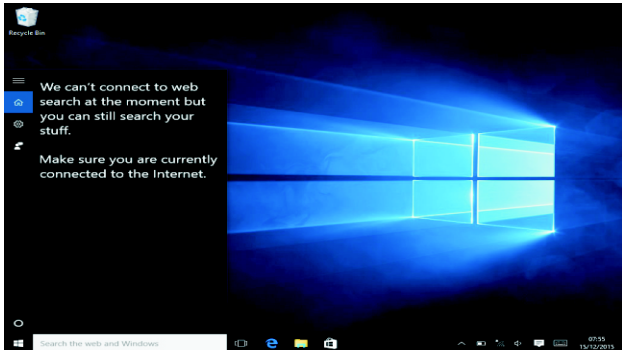 Recycle Bin
We can't connect to web
search at the moment but
you can still search your
stuff.
Make sure you are currently
connected to the Internet.
Search the web and Windows
07:55
15/12/2015